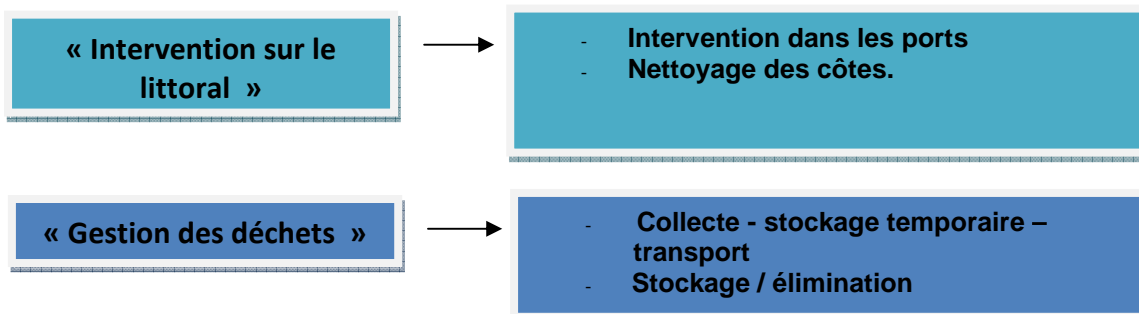 « Intervention sur le
littoral »
- Intervention dans les ports
- Nettoyage des côtes.
« Gestion des déchets »
- Collecte - stockage temporaire –
transport
- Stockage / élimination